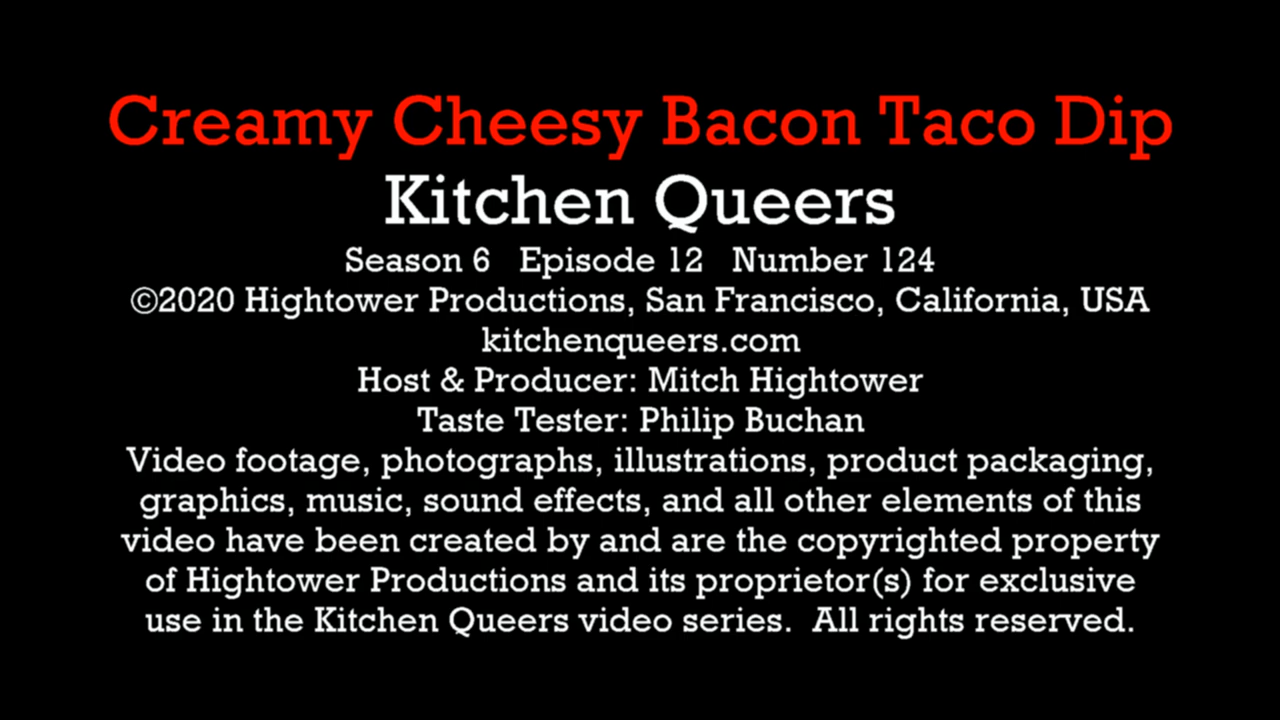 Creamy Cheesy Bacon Taco Dip
Kitchen Queers
Season 6   Episode 12   Number 124
©2020 Hightower Productions, San Francisco, California, USA
kitchenqueers.com
Host & Producer: Mitch Hightower
Taste Tester: Philip Buchan
Video footage, photographs, illustrations, product packaging,
graphics, music, sound effects, and all other elements of this
video have been created by and are the copyrighted property
of Hightower Productions and its proprietor(s) for exclusive
use in the Kitchen Queers video series.  All rights reserved.